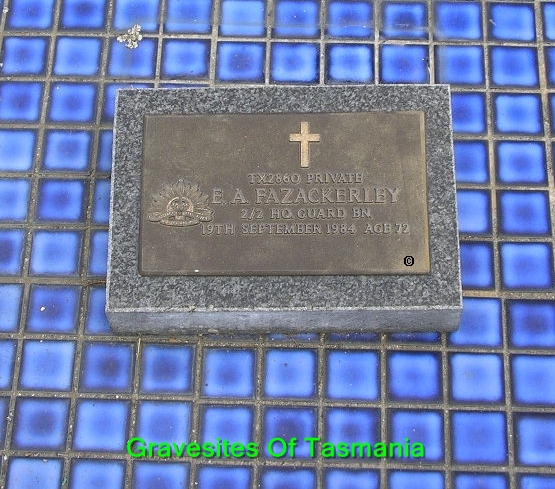 TX2860 PRIVATE
E. A. FAZACKERLEY
2/2 HQ GUARD BN.
19TH SEPTEMBER 1984 AGE 72
©
Gravesites Of Tasmania